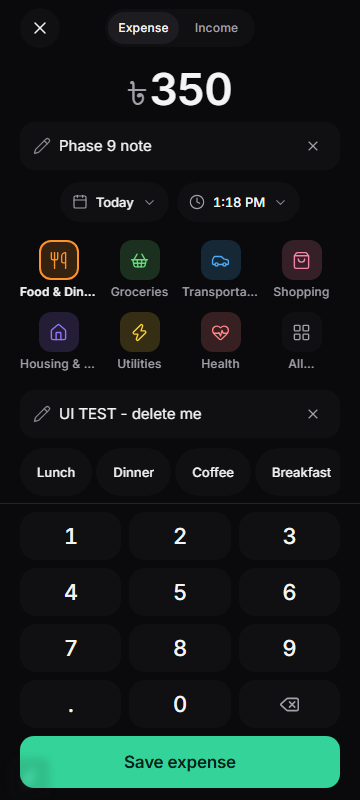 Expense Income
৳350
Phase 9 note
Today 1:18 PM
Food & Din... Groceries Transporta... Shopping
Housing & ... Utilities Health All...
UI TEST - delete me
Lunch Dinner Coffee Breakfast
1 2 3
4 5 6
7 8 9
. 0
Save expense